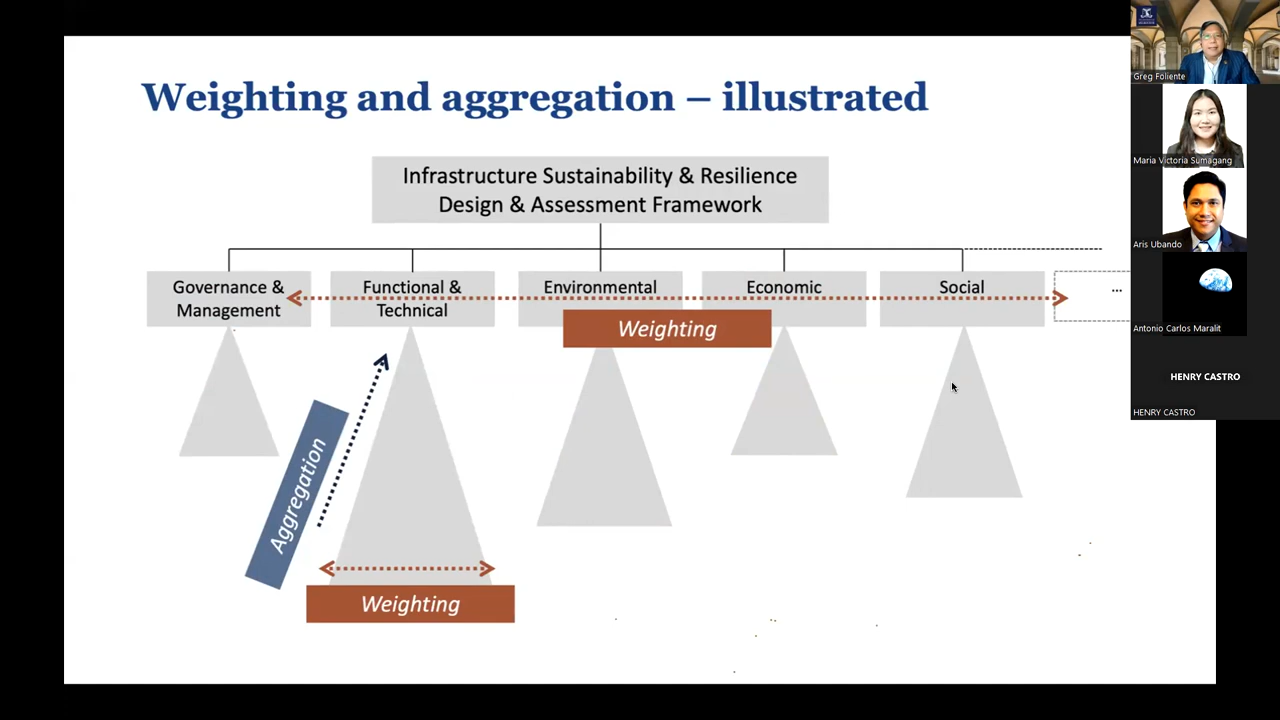 Weighting and aggregation – illustrated
Infrastructure Sustainability & Resilience
Design & Assessment Framework
Governance &
Management
Functional &
Technical
Environmental
Economic
Social
...
Weighting
Aggregation
Weighting
Greg Foliente
Maria Victoria Sumagang
Aris Ubando
Antonio Carlos Maralit
HENRY CASTRO
HENRY CASTRO